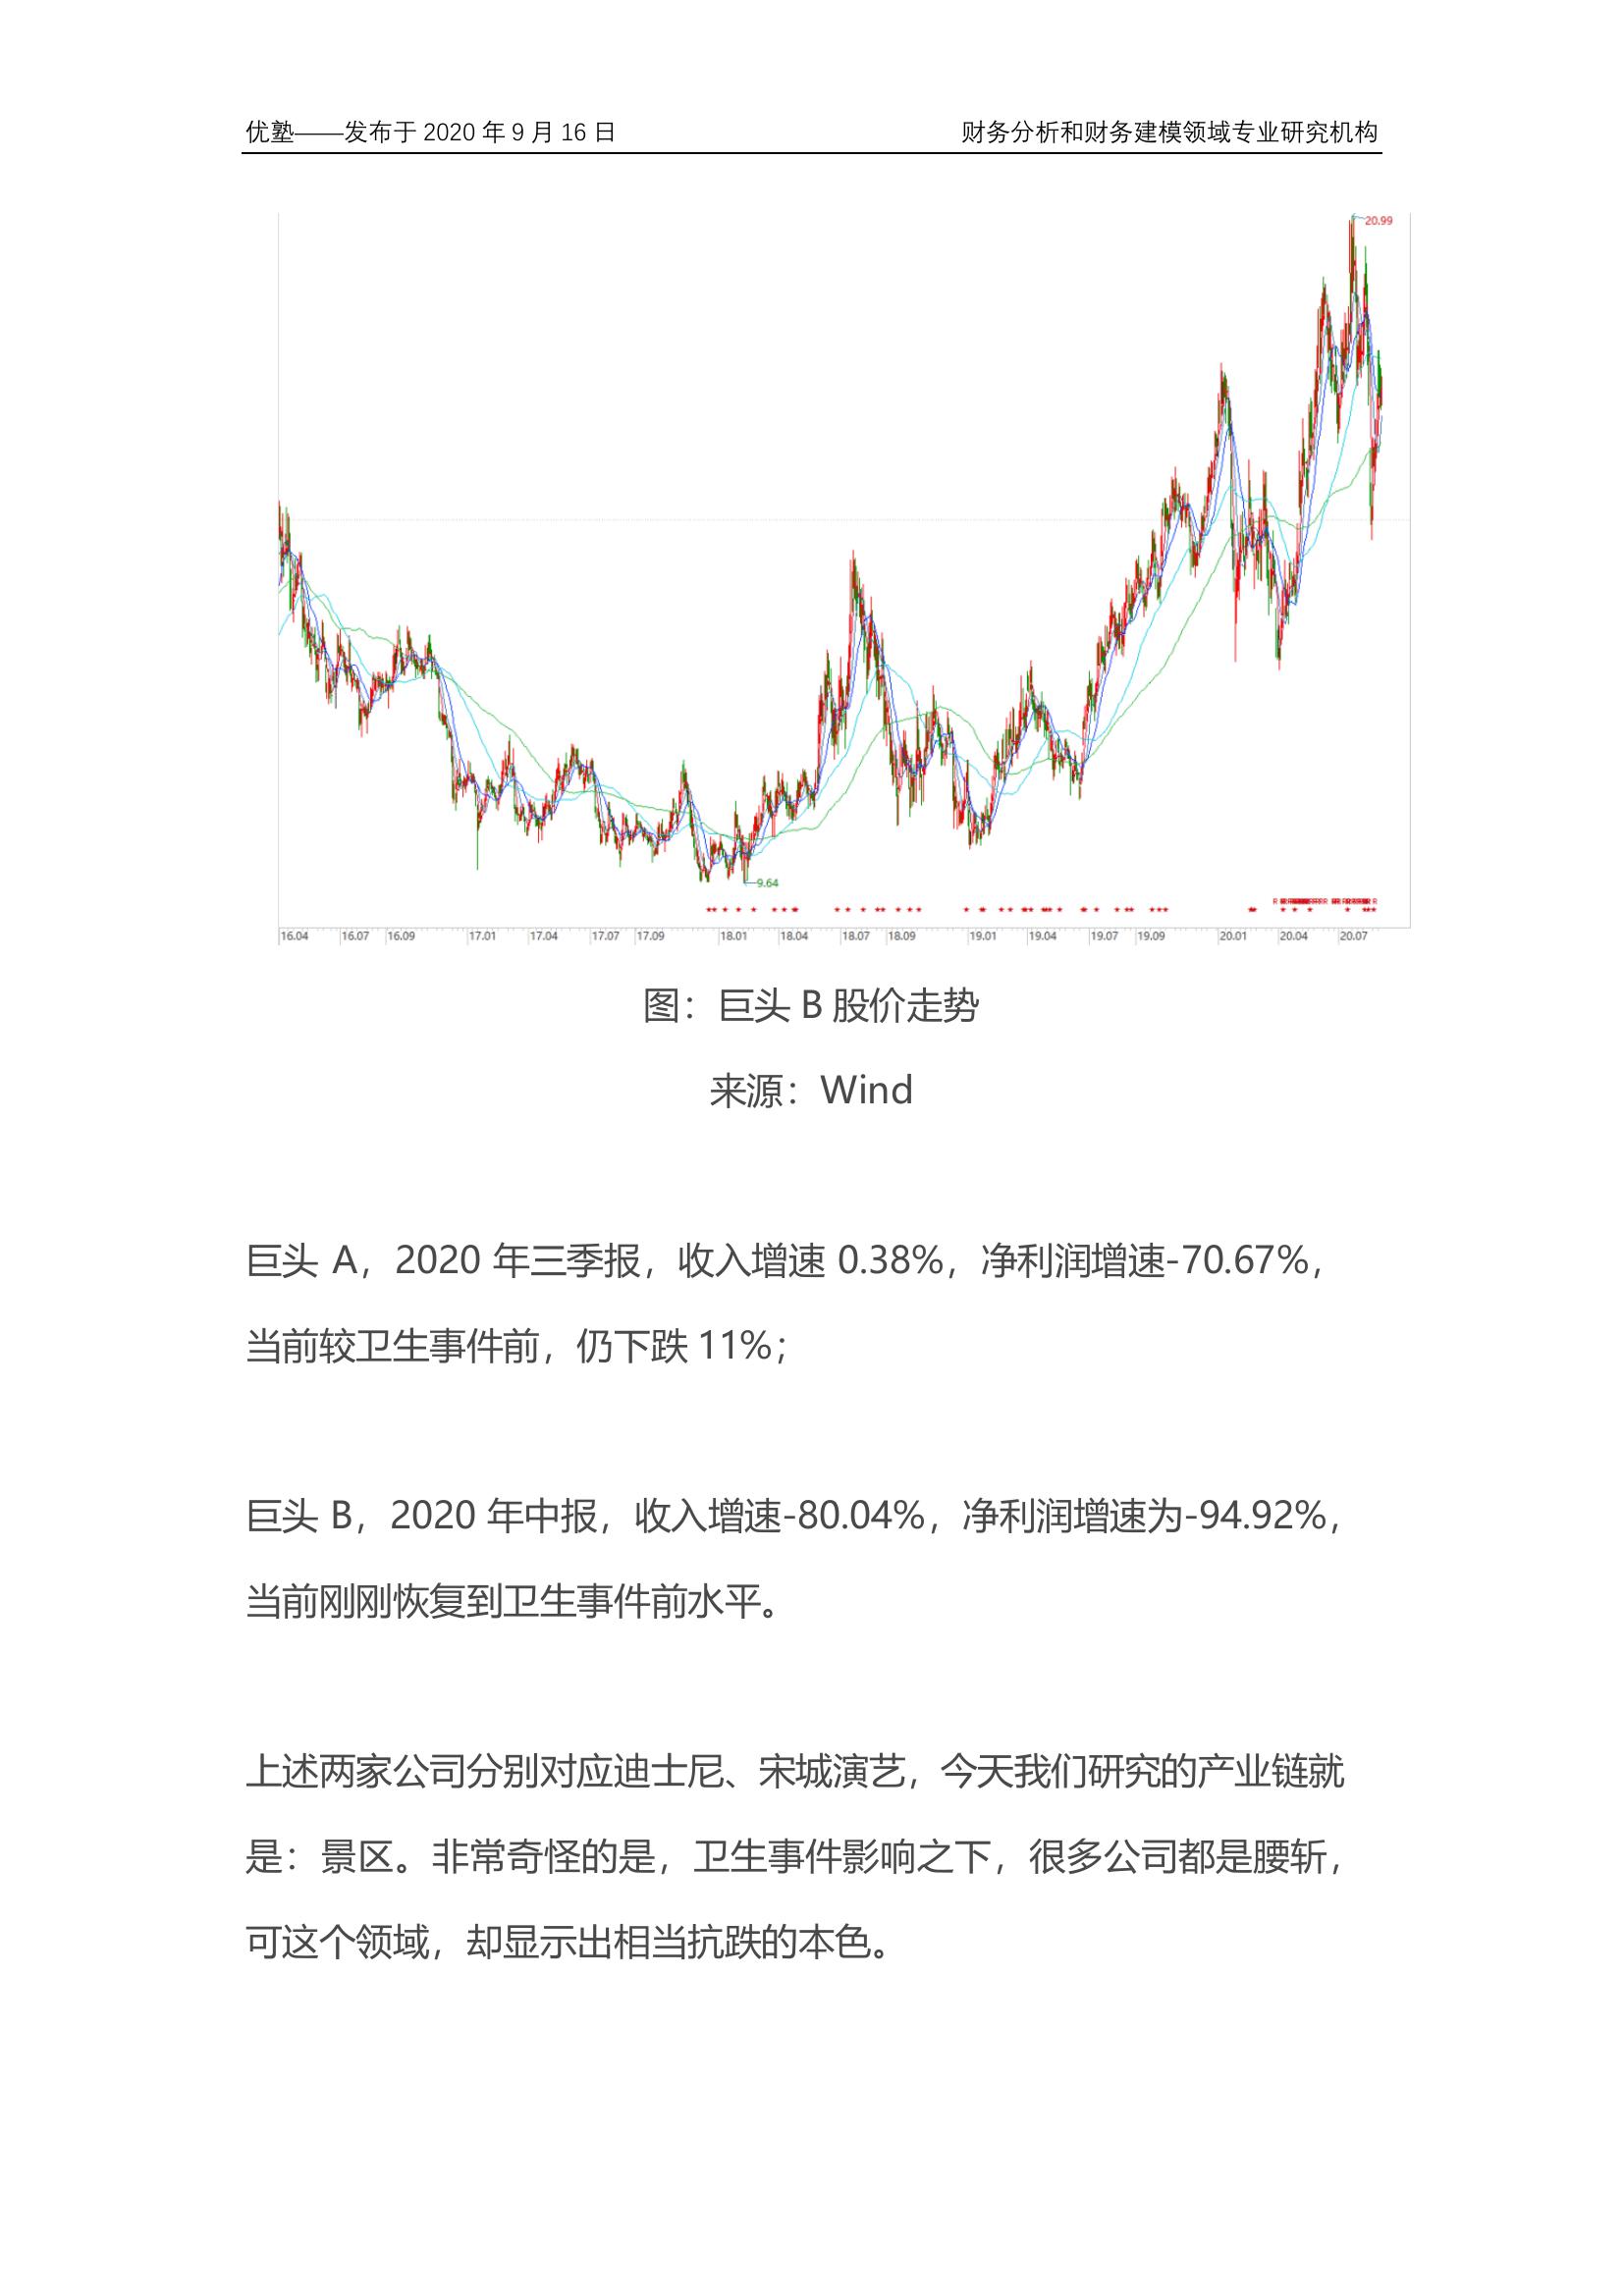 优塾——发布于 2020 年 9 月 16 日
财务分析和财务建模领域专业研究机构
20.99
9.64
16.04 16.07 16.09 17.01 17.04 17.07 17.09 18.01 18.04 18.07 18.09 19.01 19.04 19.07 19.09 20.01 20.04 20.07
图：巨头 B 股价走势
来源：Wind
巨头 A，2020 年三季报，收入增速 0.38%，净利润增速-70.67%，
当前较卫生事件前，仍下跌 11%；
巨头 B，2020 年中报，收入增速-80.04%，净利润增速为-94.92%，
当前刚刚恢复到卫生事件前水平。
上述两家公司分别对应迪士尼、宋城演艺，今天我们研究的产业链就
是：景区。非常奇怪的是，卫生事件影响之下，很多公司都是腰斩，
可这个领域，却显示出相当抗跌的本色。